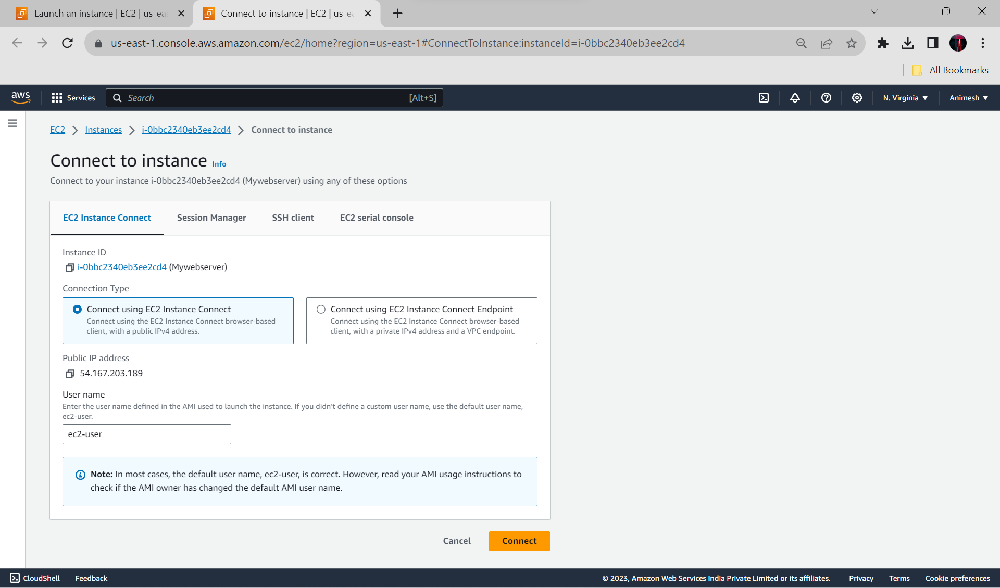 Launch an instance | EC2 | us-eas
Connect to instance | EC2 | us-ea
us-east-1.console.aws.amazon.com/ec2/home?region=us-east-1#ConnectToInstance:instanceId=i-0bbc2340eb3ee2cd4
All Bookmarks
aws
Services
Search
[Alt+S]
N. Virginia
Animesh
EC2
Instances
i-0bbc2340eb3ee2cd4
Connect to instance
Connect to instance Info
Connect to your instance i-0bbc2340eb3ee2cd4 (Mywebserver) using any of these options
EC2 Instance Connect
Session Manager
SSH client
EC2 serial console
Instance ID
i-0bbc2340eb3ee2cd4 (Mywebserver)
Connection Type
Connect using EC2 Instance Connect
Connect using the EC2 Instance Connect browser-based
client, with a public IPv4 address.
Connect using EC2 Instance Connect Endpoint
Connect using the EC2 Instance Connect browser-based
client, with a private IPv4 address and a VPC endpoint.
Public IP address
54.167.203.189
User name
Enter the user name defined in the AMI used to launch the instance. If you didn't define a custom user name, use the default user name,
ec2-user.
ec2-user
Note: In most cases, the default user name, ec2-user, is correct. However, read your AMI usage instructions to
check if the AMI owner has changed the default AMI user name.
Cancel
Connect
CloudShell
Feedback
© 2023, Amazon Web Services India Private Limited or its affiliates.
Privacy
Terms
Cookie preferences